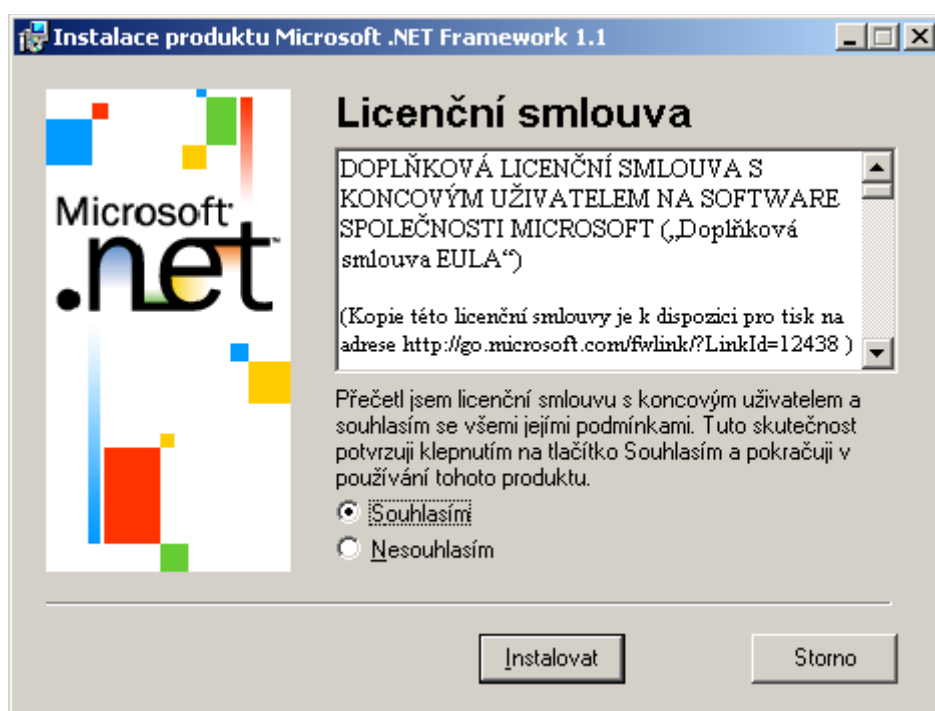 Instalace produktu Microsoft .NET Framework 1.1
Microsoft
.net
Licenční smlouva
DOPLŇKOVÁ LICENČNÍ SMLOUVA S
KONCOVÝM UŽIVATELEM NA SOFTWARE
SPOLEČNOSTI MICROSOFT („Doplňková
smlouva EULA“)
(Kopie této licenční smlouvy je k dispozici pro tisk na
adrese http://go.microsoft.com/fwlink/?LinkId=12438 )
Přečetl jsem licenční smlouvu s koncovým uživatelem a
souhlasím se všemi jejími podmínkami. Tuto skutečnost
potvrzuji klepnutím na tlačítko Souhlasím a pokračuji v
používání tohoto produktu.
Souhlasím
Nesouhlasím
Instalovat
Storno